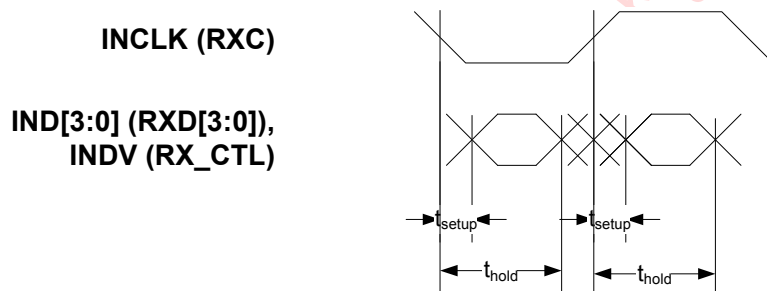 INCLK (RXC)
IND[3:0] (RXD[3:0]),
INDV (RX_CTL)
tsetup
tsetup
thold
thold